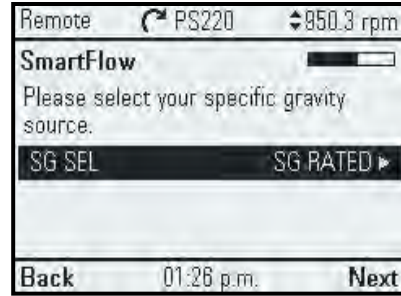 Remote PS220 950.3 rpm
SmartFlow
Please select your specific gravity
source.
SG SEL SG RATED
Back 01:26 p.m. Next